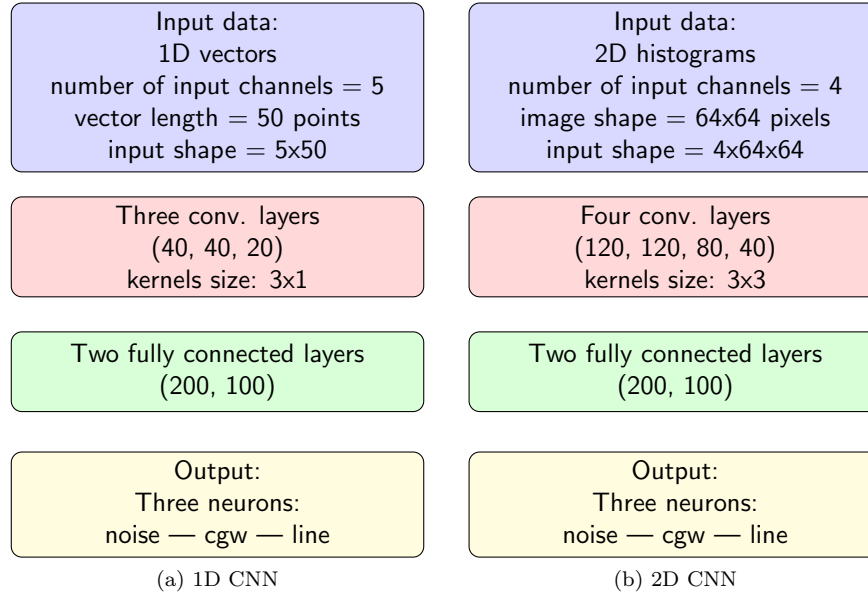 Input data:
1D vectors
number of input channels = 5
vector length = 50 points
input shape = 5x50
Three conv. layers
(40, 40, 20)
kernels size: 3x1
Two fully connected layers
(200, 100)
Output:
Three neurons:
noise — cgw — line
(a) 1D CNN
Input data:
2D histograms
number of input channels = 4
image shape = 64x64 pixels
input shape = 4x64x64
Four conv. layers
(120, 120, 80, 40)
kernels size: 3x3
Two fully connected layers
(200, 100)
Output:
Three neurons:
noise — cgw — line
(b) 2D CNN